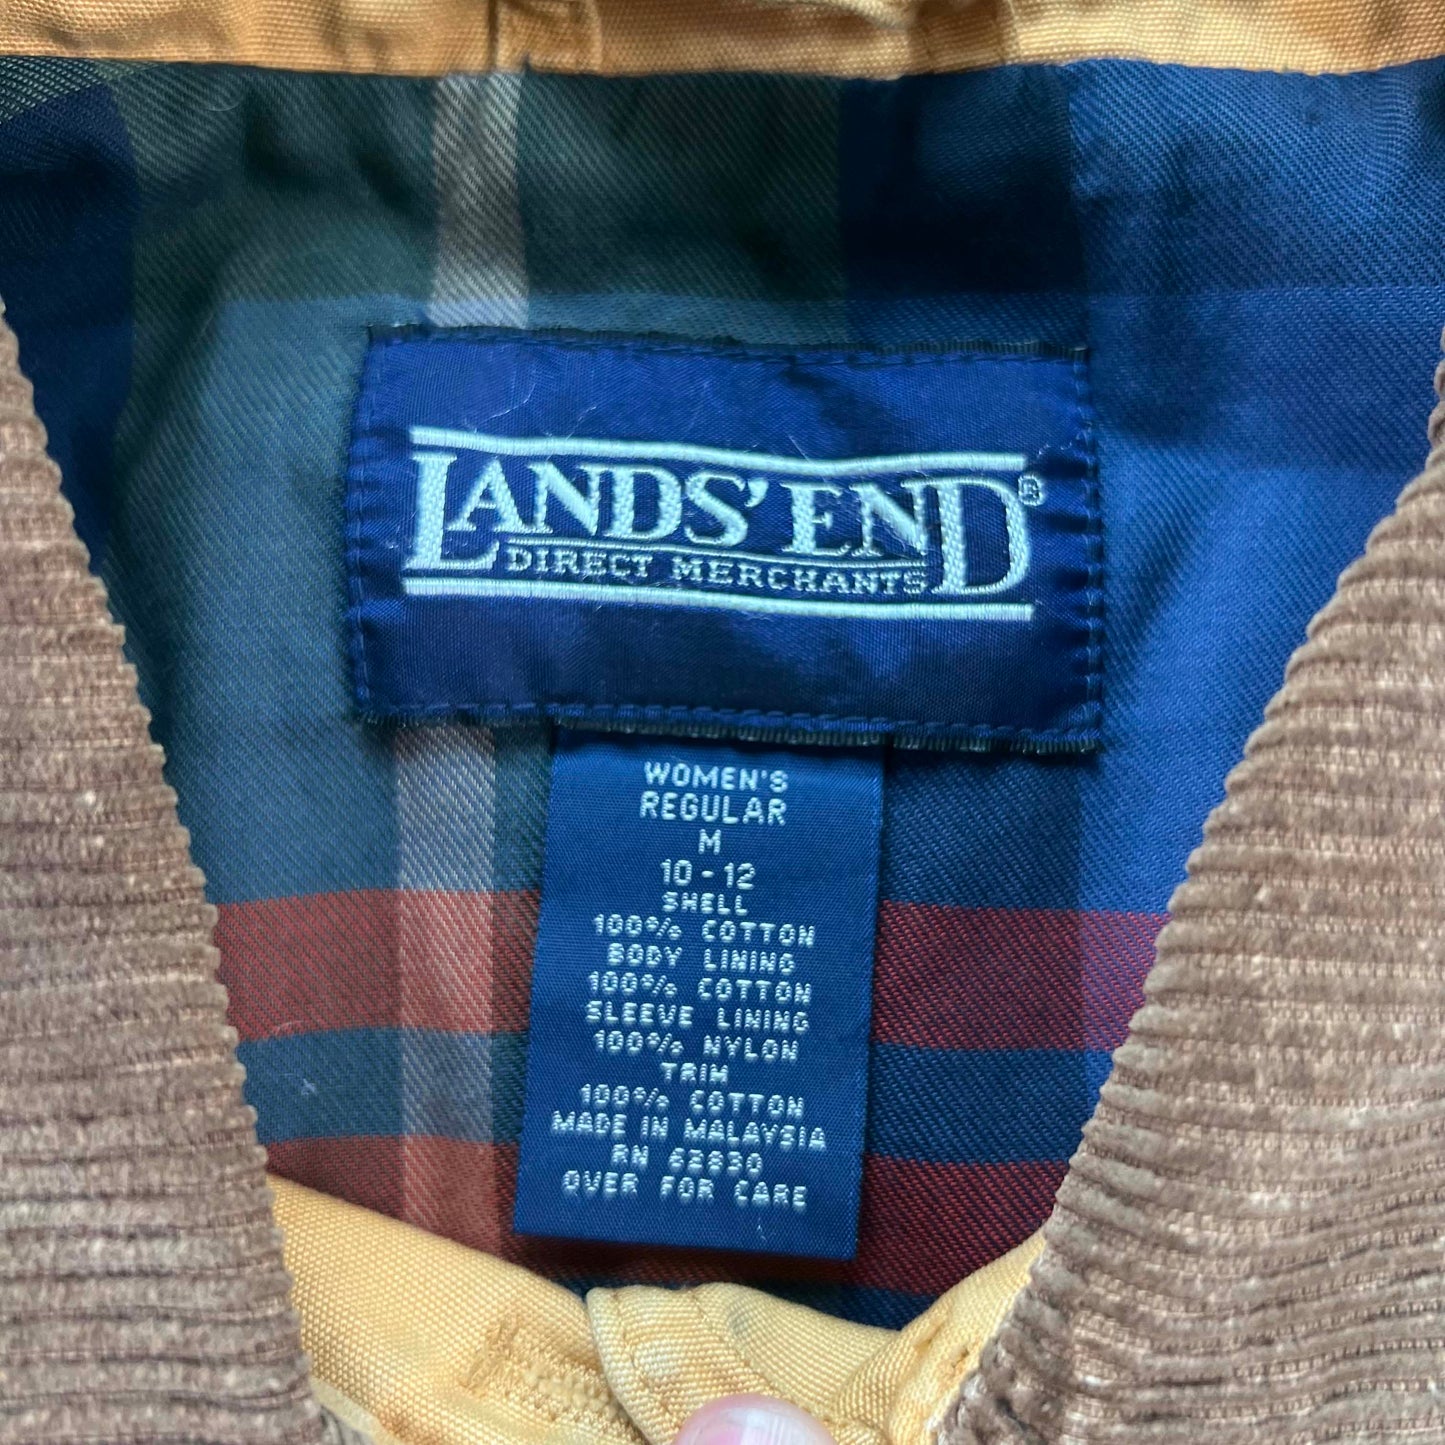 LANDS' END®
DIRECT MERCHANTS
WOMEN'S
REGULAR
M
10 - 12
SHELL
100% COTTON
BODY LINING
100% COTTON
SLEEVE LINING
100% NYLON
TRIM
100% COTTON
MADE IN MALAYSIA
RN 62830
OVER FOR CARE